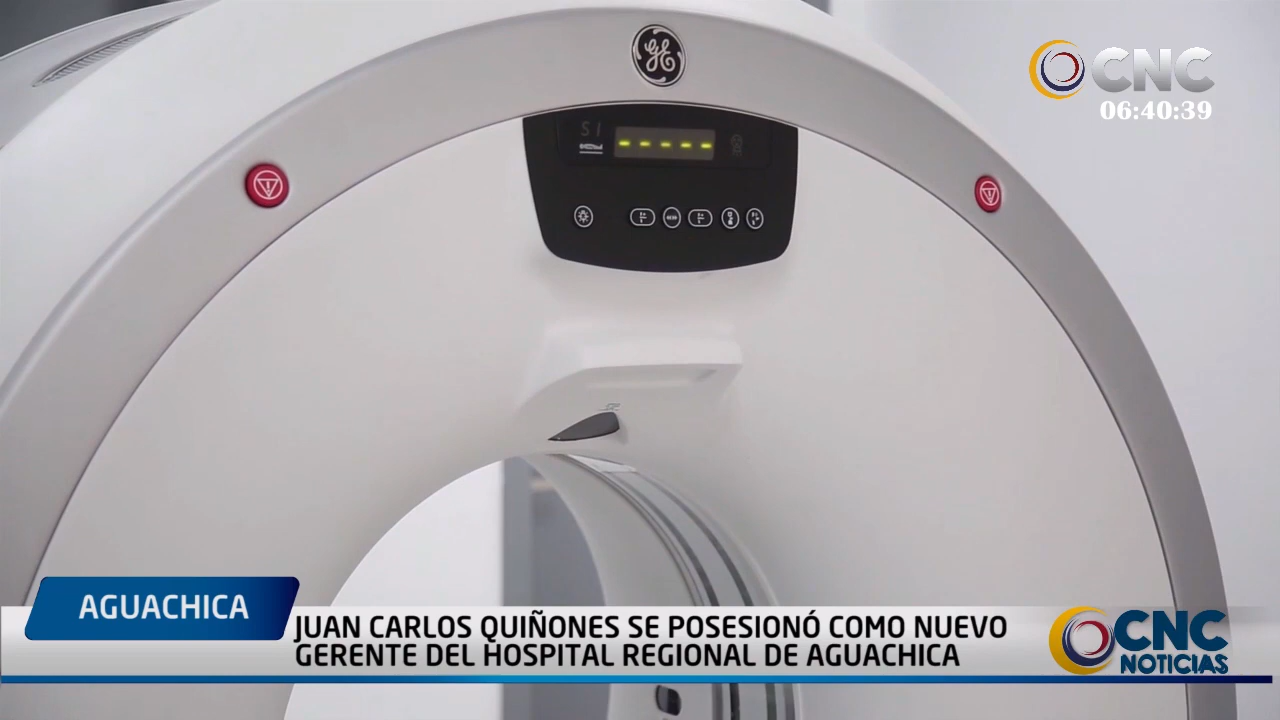 GE
CNC
06:40:39
AGUACHICA
JUAN CARLOS QUIÑONES SE POSESIONÓ COMO NUEVO
GERENTE DEL HOSPITAL REGIONAL DE AGUACHICA
CNC
NOTICIAS